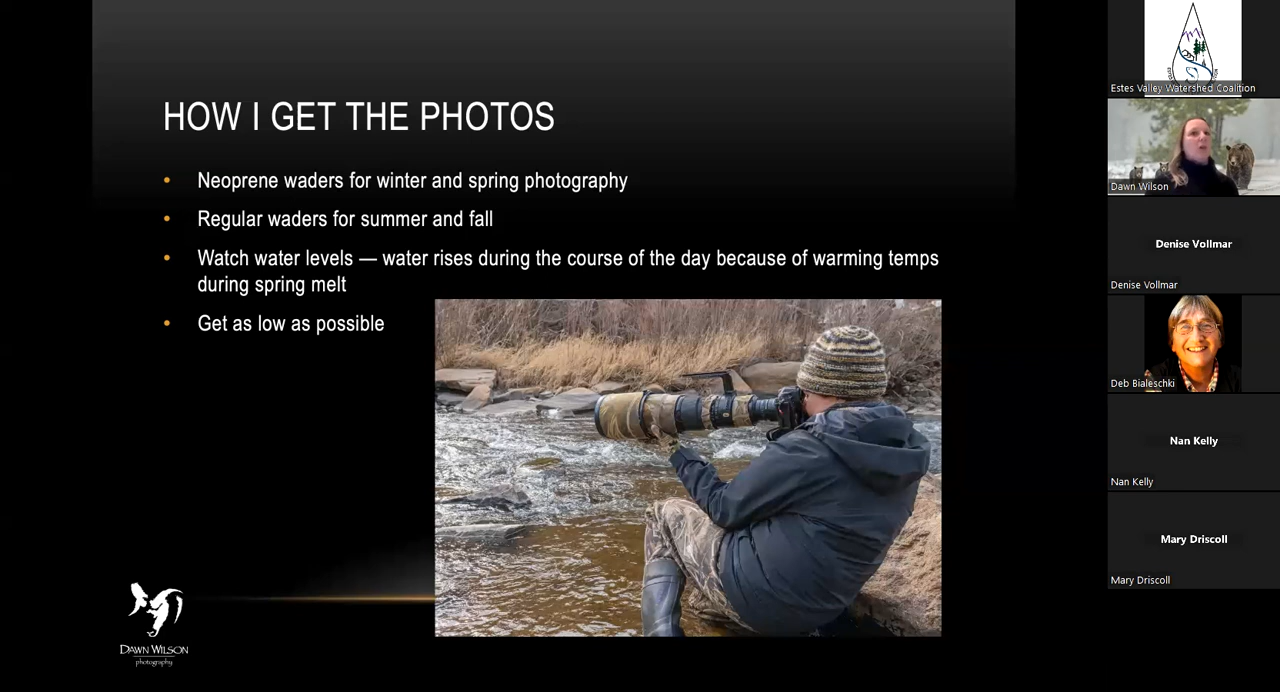 HOW I GET THE PHOTOS
• Neoprene waders for winter and spring photography
• Regular waders for summer and fall
• Watch water levels — water rises during the course of the day because of warming temps
during spring melt
• Get as low as possible
DAWN WILSON
photography
Estes Valley Watershed Coalition
Dawn Wilson
Denise Vollmar
Denise Vollmar
Deb Bialeschki
Nan Kelly
Nan Kelly
Mary Driscoll
Mary Driscoll